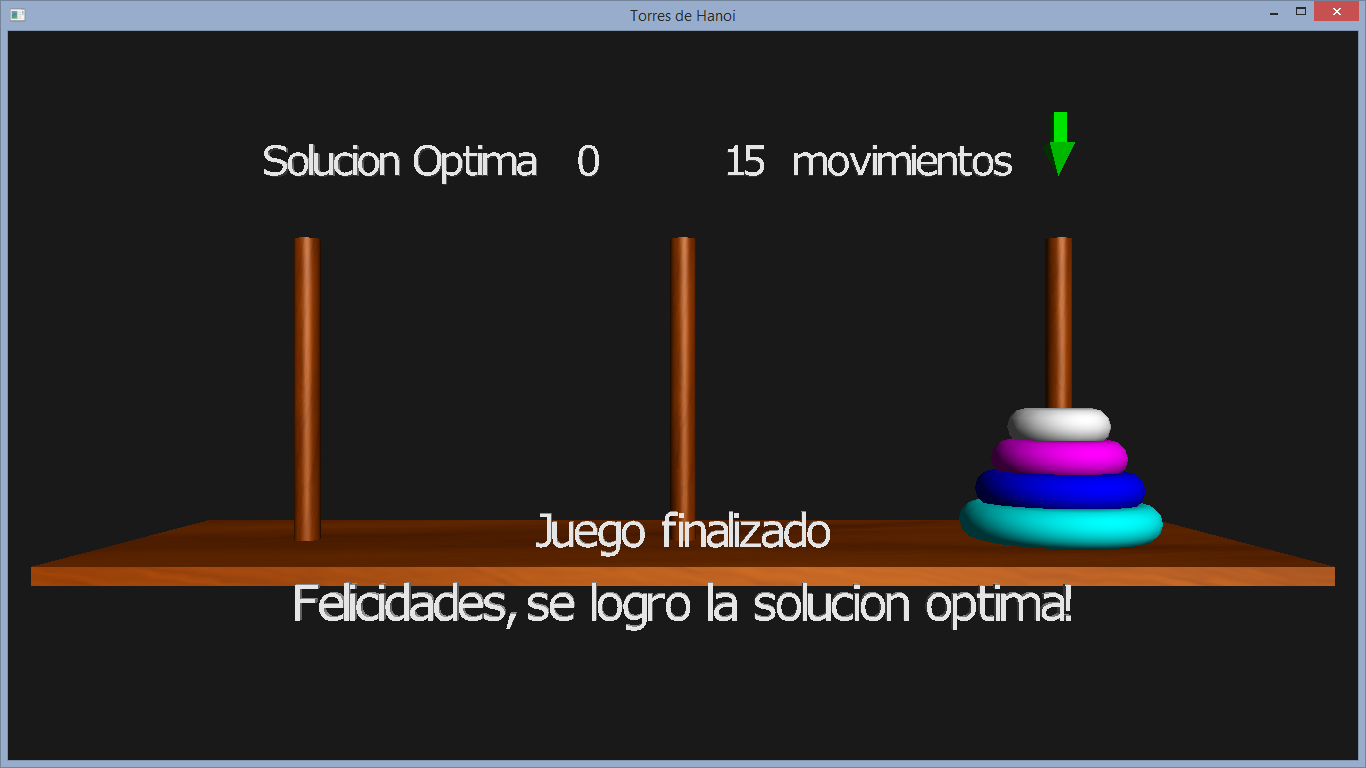 Torres de Hanoi
Solucion Optima 0 15 movimientos
Juego finalizado
Felicidades, se logro la solucion optima!